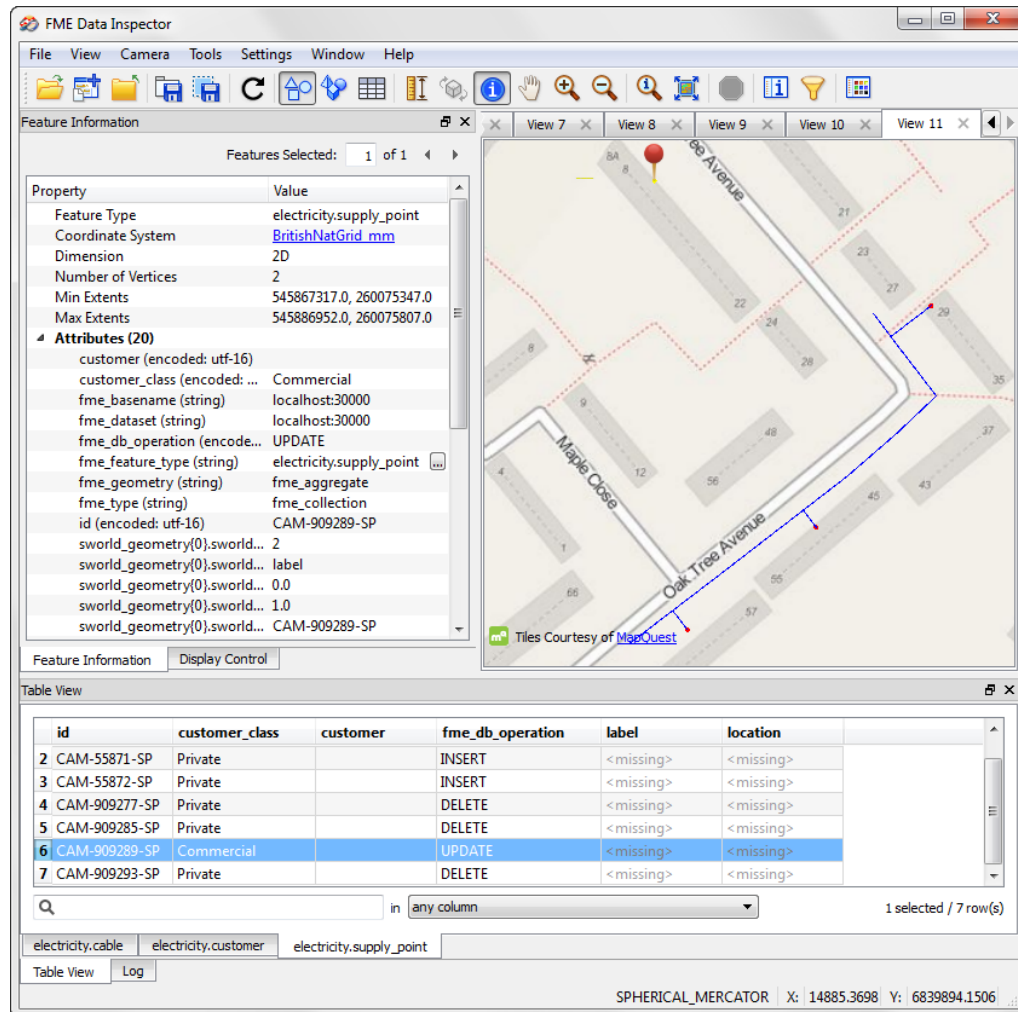 FME Data Inspector
File View Camera Tools Settings Window Help
Feature Information
Features Selected: 1 of 1
Property Value
Feature Type electricity.supply_point
Coordinate System BritishNatGrid_mm
Dimension 2D
Number of Vertices 2
Min Extents 545867317.0, 260075347.0
Max Extents 545886952.0, 260075807.0
Attributes (20)
customer (encoded: utf-16)
customer_class (encoded: ... Commercial
fme_basename (string) localhost:30000
fme_dataset (string) localhost:30000
fme_db_operation (encode... UPDATE
fme_feature_type (string) electricity.supply_point ...
fme_geometry (string) fme_aggregate
fme_type (string) fme_collection
id (encoded: utf-16) CAM-909289-SP
sworld_geometry{0}.sworld... 2
sworld_geometry{0}.sworld... label
sworld_geometry{0}.sworld... 0.0
sworld_geometry{0}.sworld... 1.0
sworld_geometry{0}.sworld... CAM-909289-SP
Feature Information Display Control
View 7 View 8 View 9 View 10 View 11
8A
8
ee Avenue
21
23
27
22
24
28
29
35
8
9
12
48
56
37
43
45
4
1
Maple Close
Oak Tree Avenue
55
57
66
Tiles Courtesy of MapQuest
Table View
id customer_class customer fme_db_operation label location
2 CAM-55871-SP Private INSERT <missing> <missing>
3 CAM-55872-SP Private INSERT <missing> <missing>
4 CAM-909277-SP Private DELETE <missing> <missing>
5 CAM-909285-SP Private DELETE <missing> <missing>
6 CAM-909289-SP Commercial UPDATE <missing> <missing>
7 CAM-909293-SP Private DELETE <missing> <missing>
in any column 1 selected / 7 row(s)
electricity.cable electricity.customer electricity.supply_point
Table View Log
SPHERICAL_MERCATOR X: 14885.3698 Y: 6839894.1506